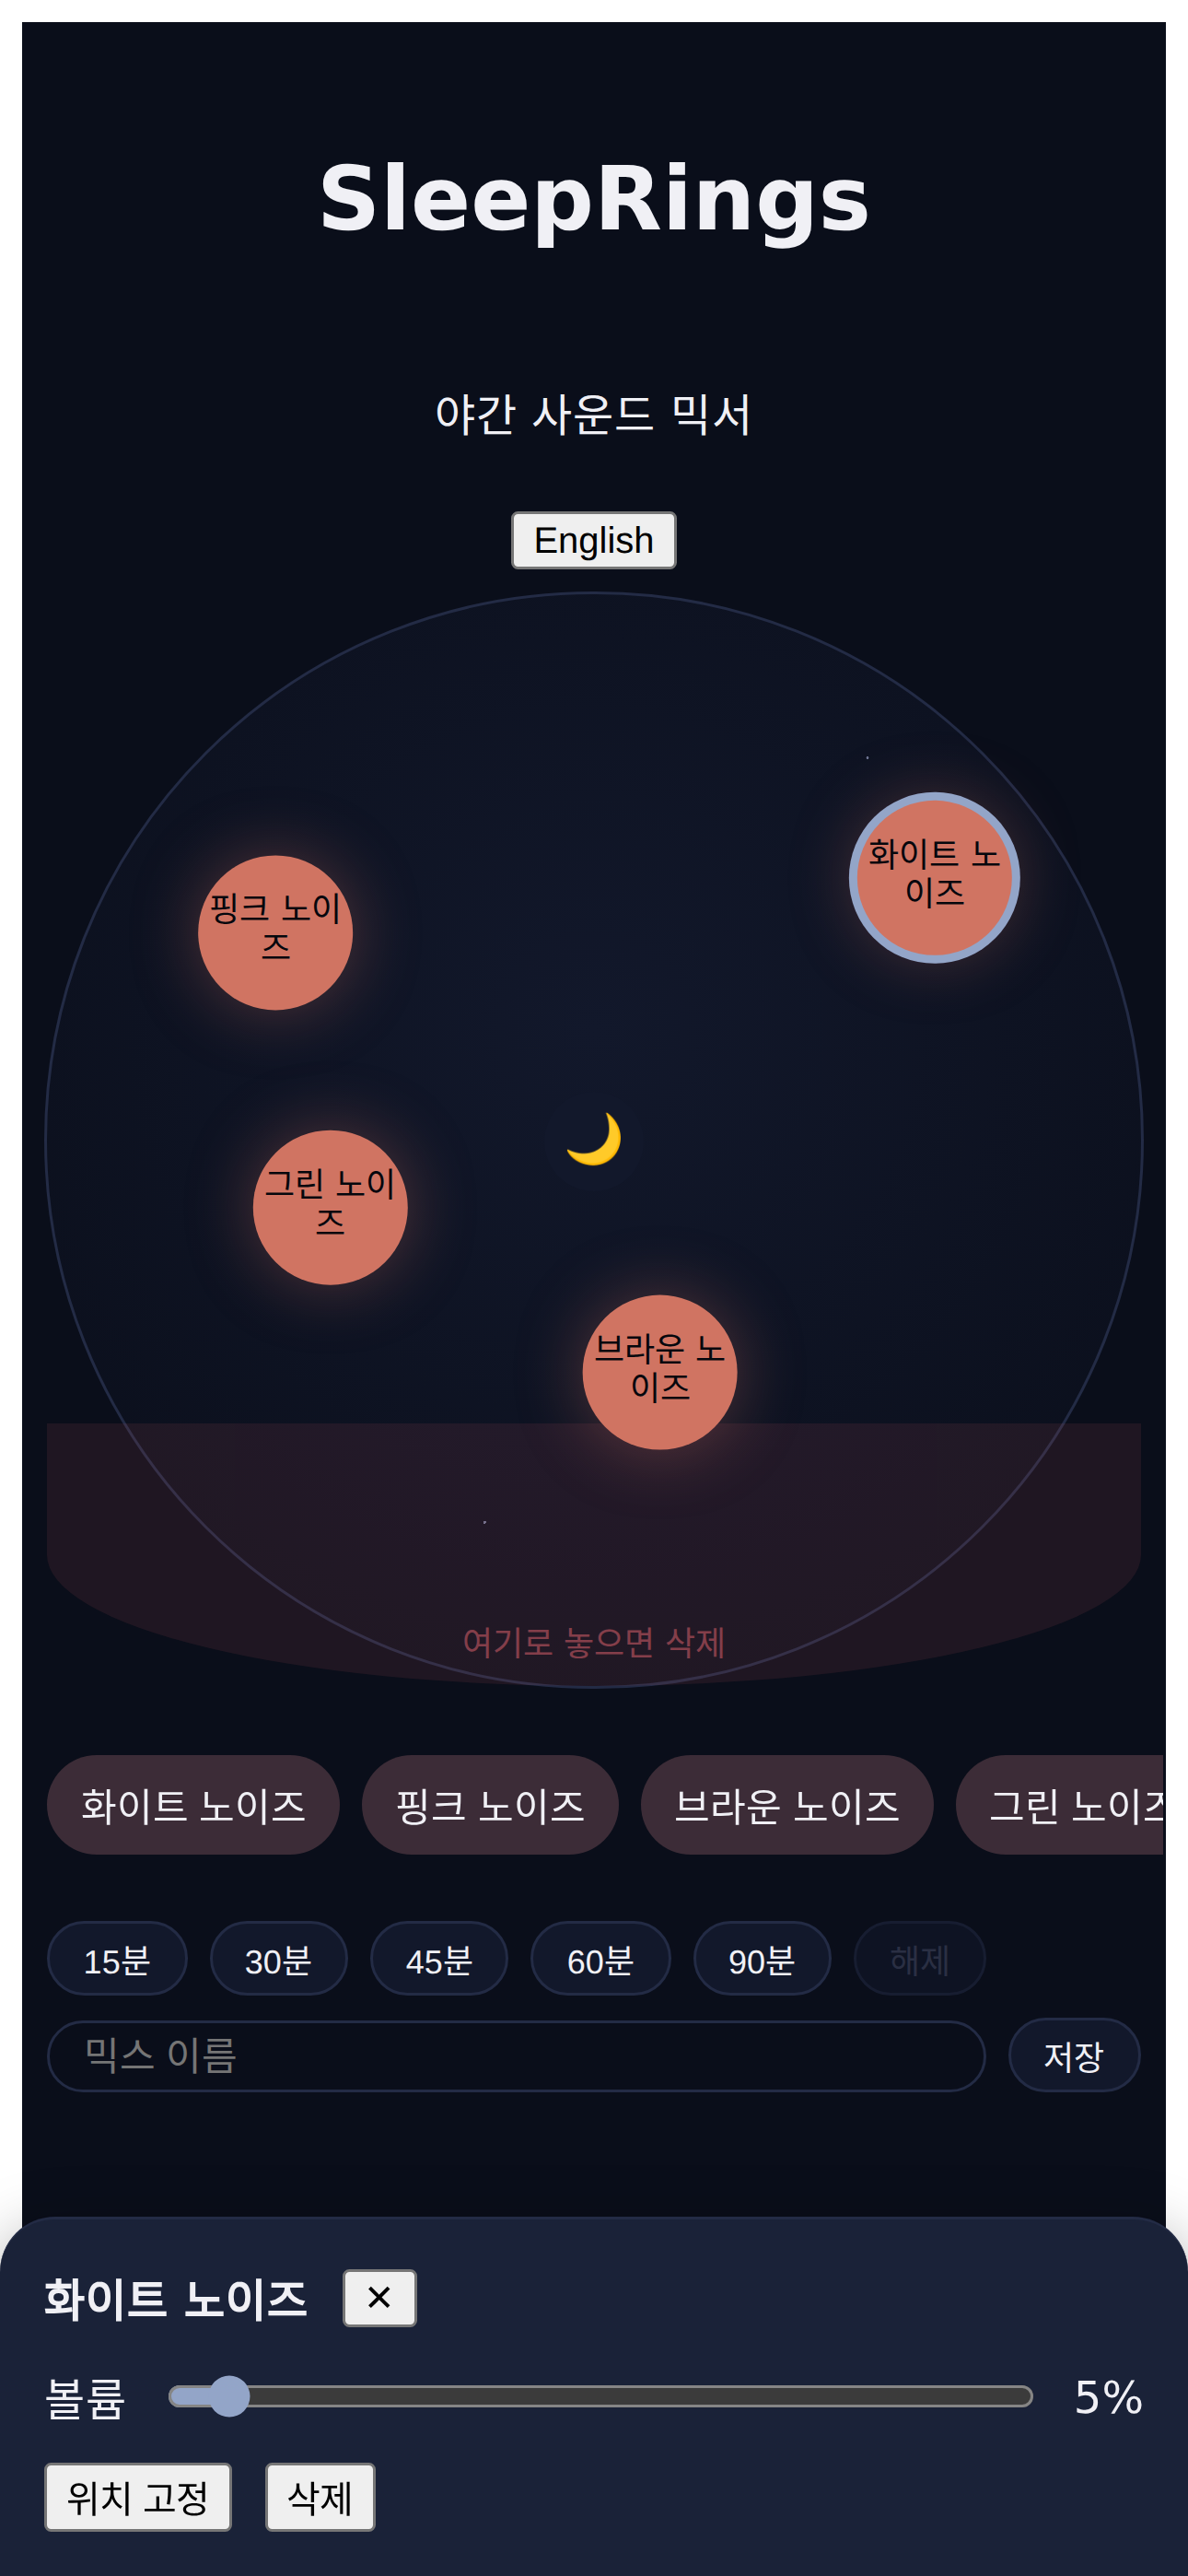 SleepRings
야간 사운드 믹서
English
화이트 노
이즈
핑크 노이
즈
그린 노이
즈
브라운 노
이즈
여기로 놓으면 삭제
화이트 노이즈 핑크 노이즈 브라운 노이즈 그린 노이즈
15분 30분 45분 60분 90분 해제
믹스 이름 저장
화이트 노이즈 ✕
볼륨 5%
위치 고정 삭제